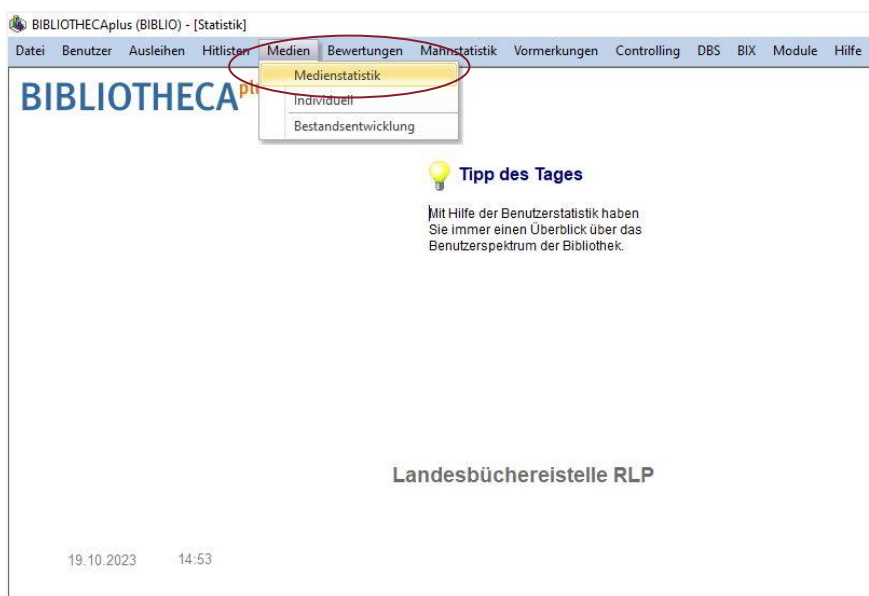 BIBLIOTHECAplus (BIBLIO) - [Statistik]
Datei Benutzer Ausleihen Hitlisten Medien Bewertungen Mahnstatistik Vormerkungen Controlling DBS BIX Module Hilfe
Medienstatistik
Individuell
Bestandsentwicklung
BIBLIOTHECA
Tipp des Tages
Mit Hilfe der Benutzerstatistik haben
Sie immer einen Überblick über das
Benutzerspektrum der Bibliothek.
Landesbüchereistelle RLP
19.10.2023 14:53